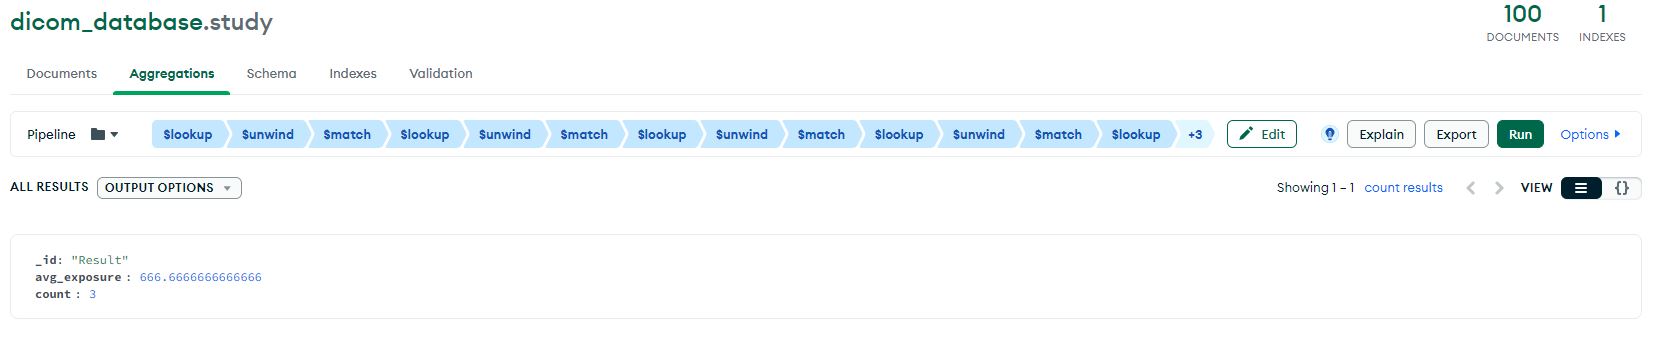 dicom_database.study
100
DOCUMENTS
1
INDEXES
Documents Aggregations Schema Indexes Validation
Pipeline $lookup $unwind $match $lookup $unwind $match $lookup $unwind $match $lookup $unwind $match $lookup +3 Edit Explain Export Run Options
ALL RESULTS OUTPUT OPTIONS Showing 1 – 1 count results VIEW {}
_id: "Result"
avg_exposure : 666.6666666666666
count : 3